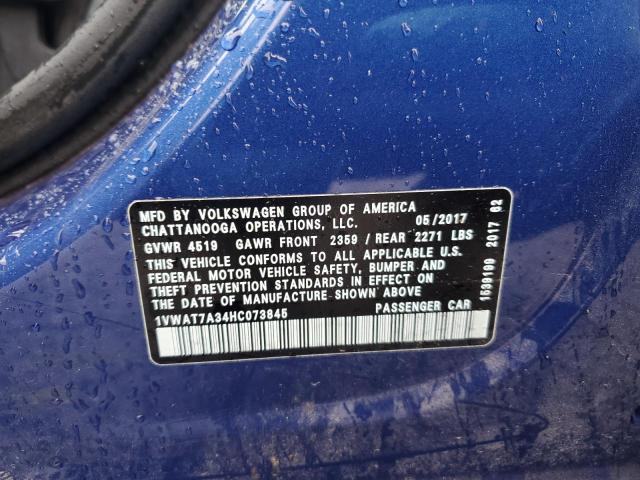 MFD BY VOLKSWAGEN GROUP OF AMERICA
CHATTANOOGA OPERATIONS, LLC. 05/2017
GVWR 4519 GAWR FRONT 2359 / REAR 2271 LBS
THIS VEHICLE CONFORMS TO ALL APPLICABLE U.S.
FEDERAL MOTOR VEHICLE SAFETY, BUMPER AND
THEFT PREVENTION STANDARDS IN EFFECT ON
THE DATE OF MANUFACTURE SHOWN ABOVE
1VWAT7A34HC073845 PASSENGER CAR
1539199 2017 82